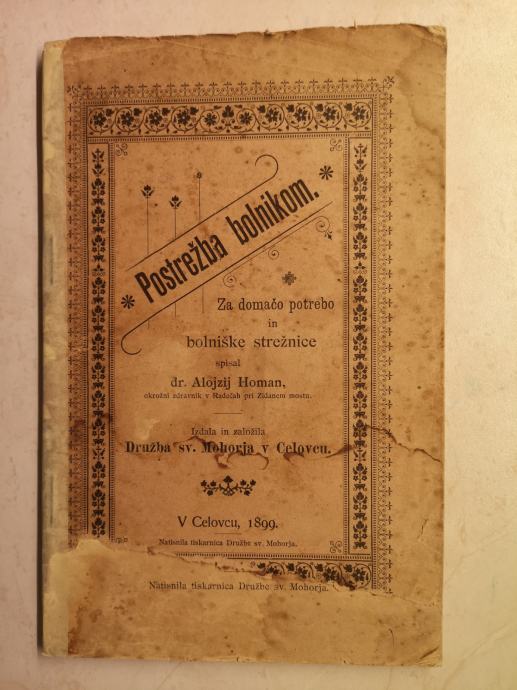 Postrežba bolnikom.
Za domačo potrebo
in
bolniške strežnice
spisal
dr. Alojzij Homan,
okrožni zdravnik v Radečah pri Zidanem mostu.
Izdala in založila
Družba sv. Mohorja v Celovcu.
V Celovcu, 1899.
Natisnila tiskarnica Družbe sv. Mohorja.
Natisnila tiskarnica Družbe sv. Mohorja.